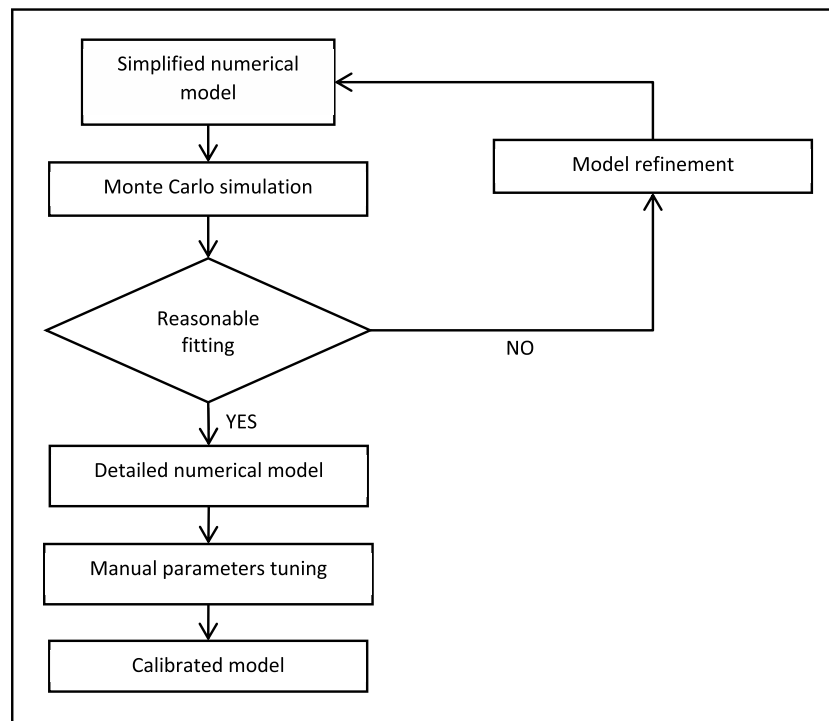 Simplified numerical
model
Monte Carlo simulation
Model refinement
Reasonable
fitting
NO
YES
Detailed numerical model
Manual parameters tuning
Calibrated model